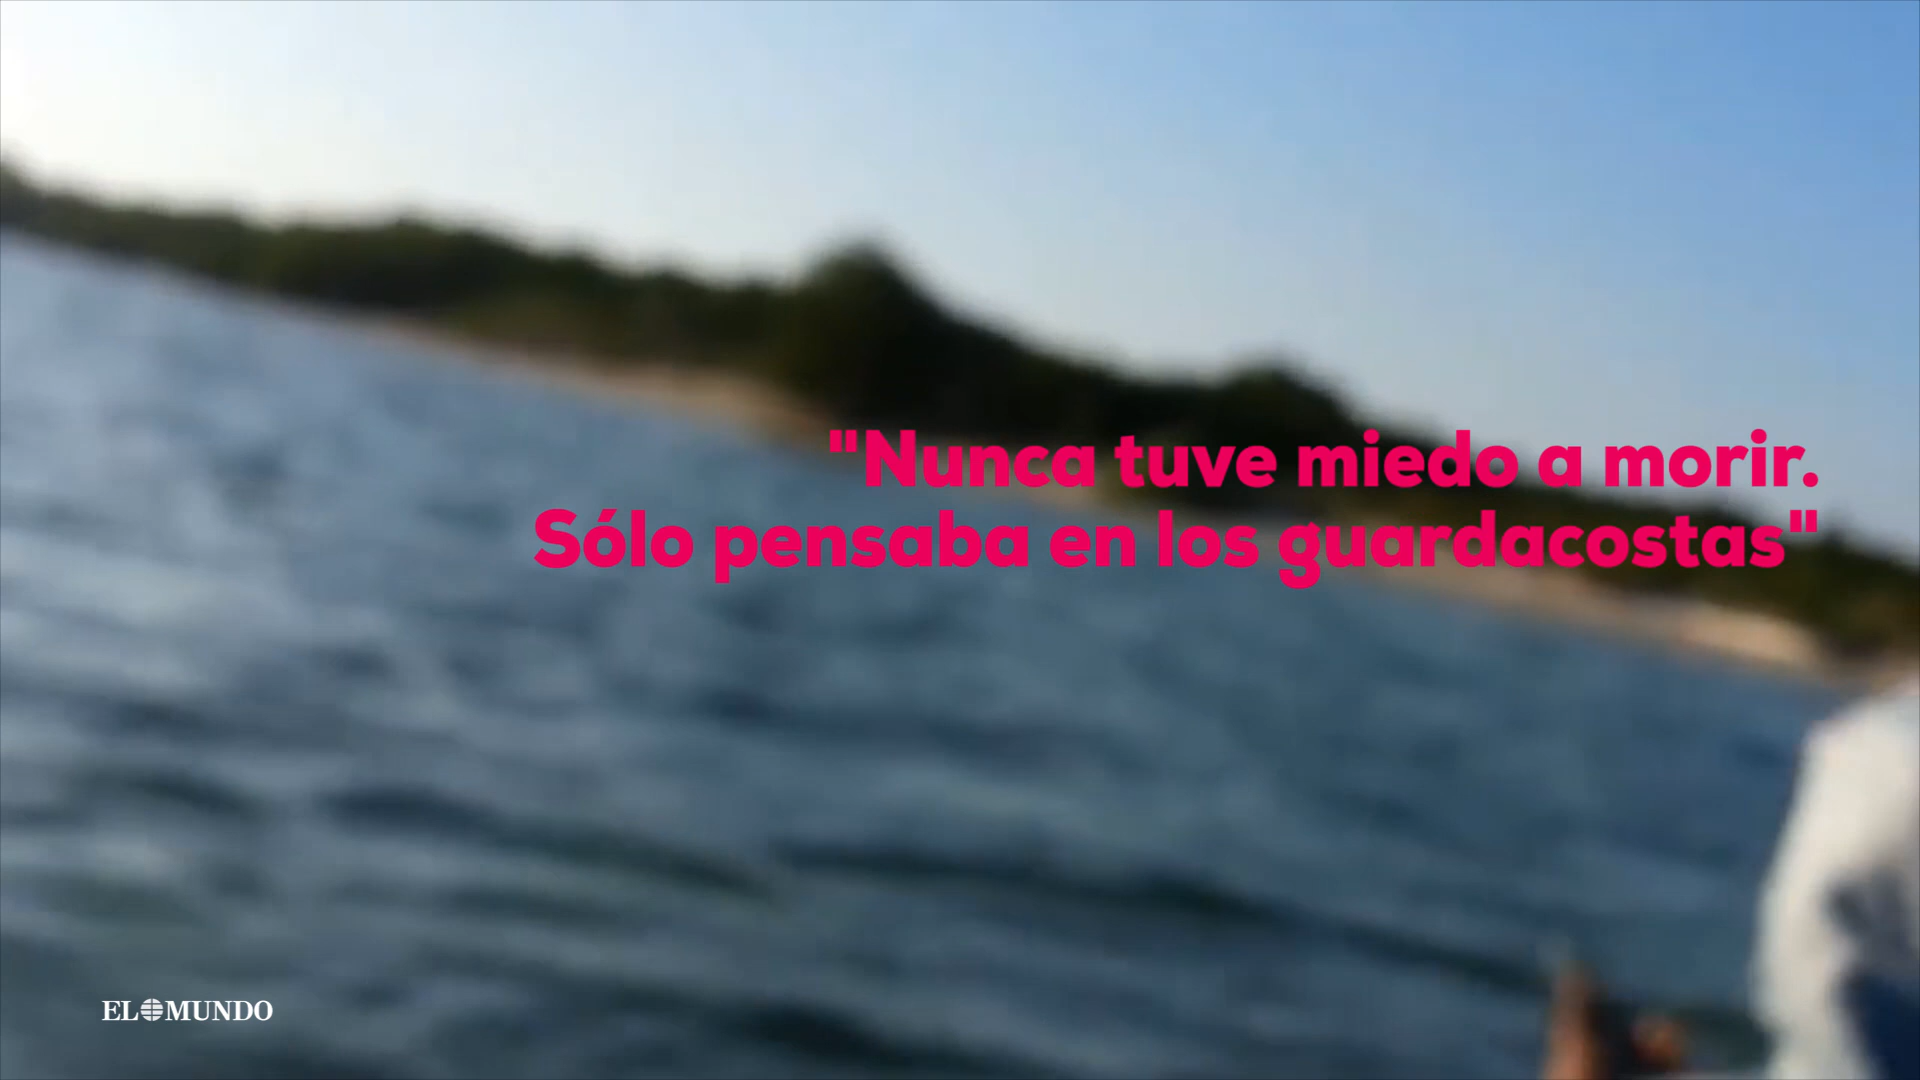 "Nunca tuve miedo a morir.
Sólo pensaba en los guardacostas"
EL MUNDO